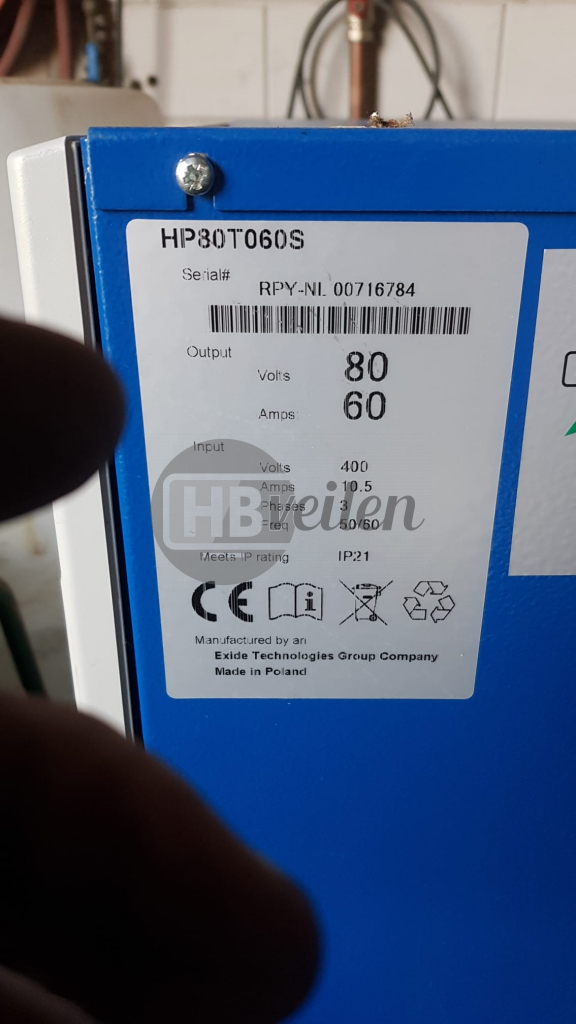 HP80T060S
Serial#
RPY-NL 00716784
Output
Volts 80
Amps: 60
Input
Volts 400
Amps 10.5
Phases 3
Freq 50/60
HBveilen
Meets IP rating IP21
CE
Manufactured by an
Exide Technologies Group Company
Made in Poland